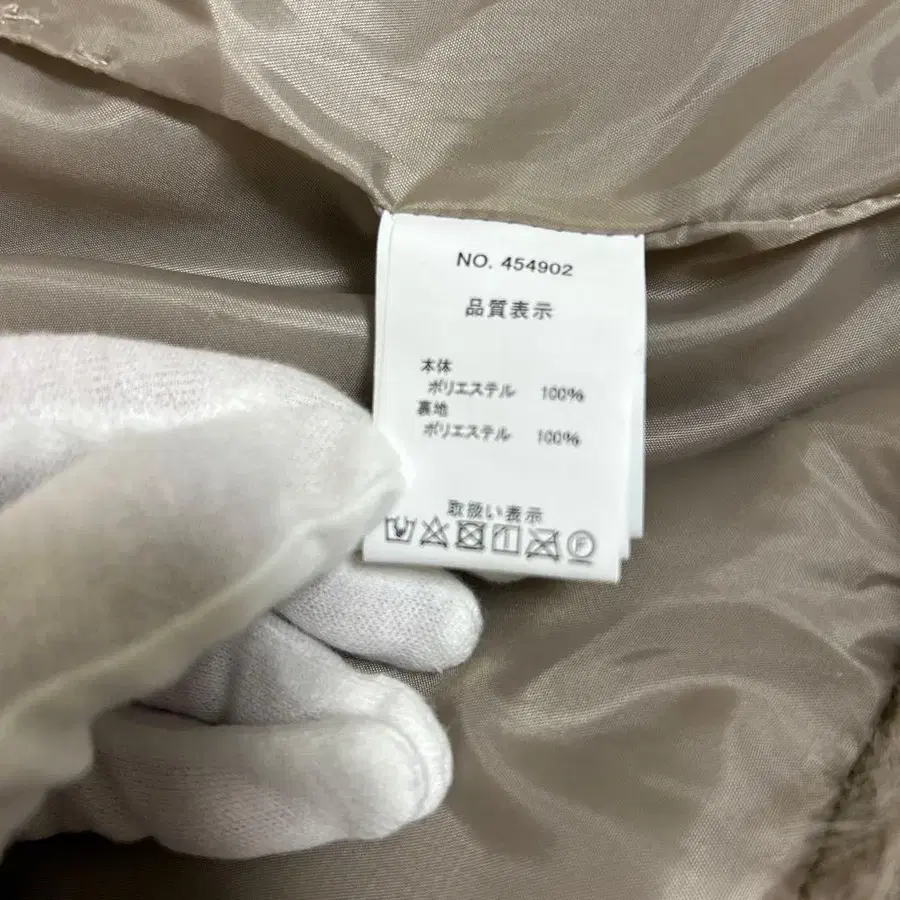 NO. 454902
品質表示
本体
ポリエステル 100%
裏地
ポリエステル 100%
取扱い表示
F